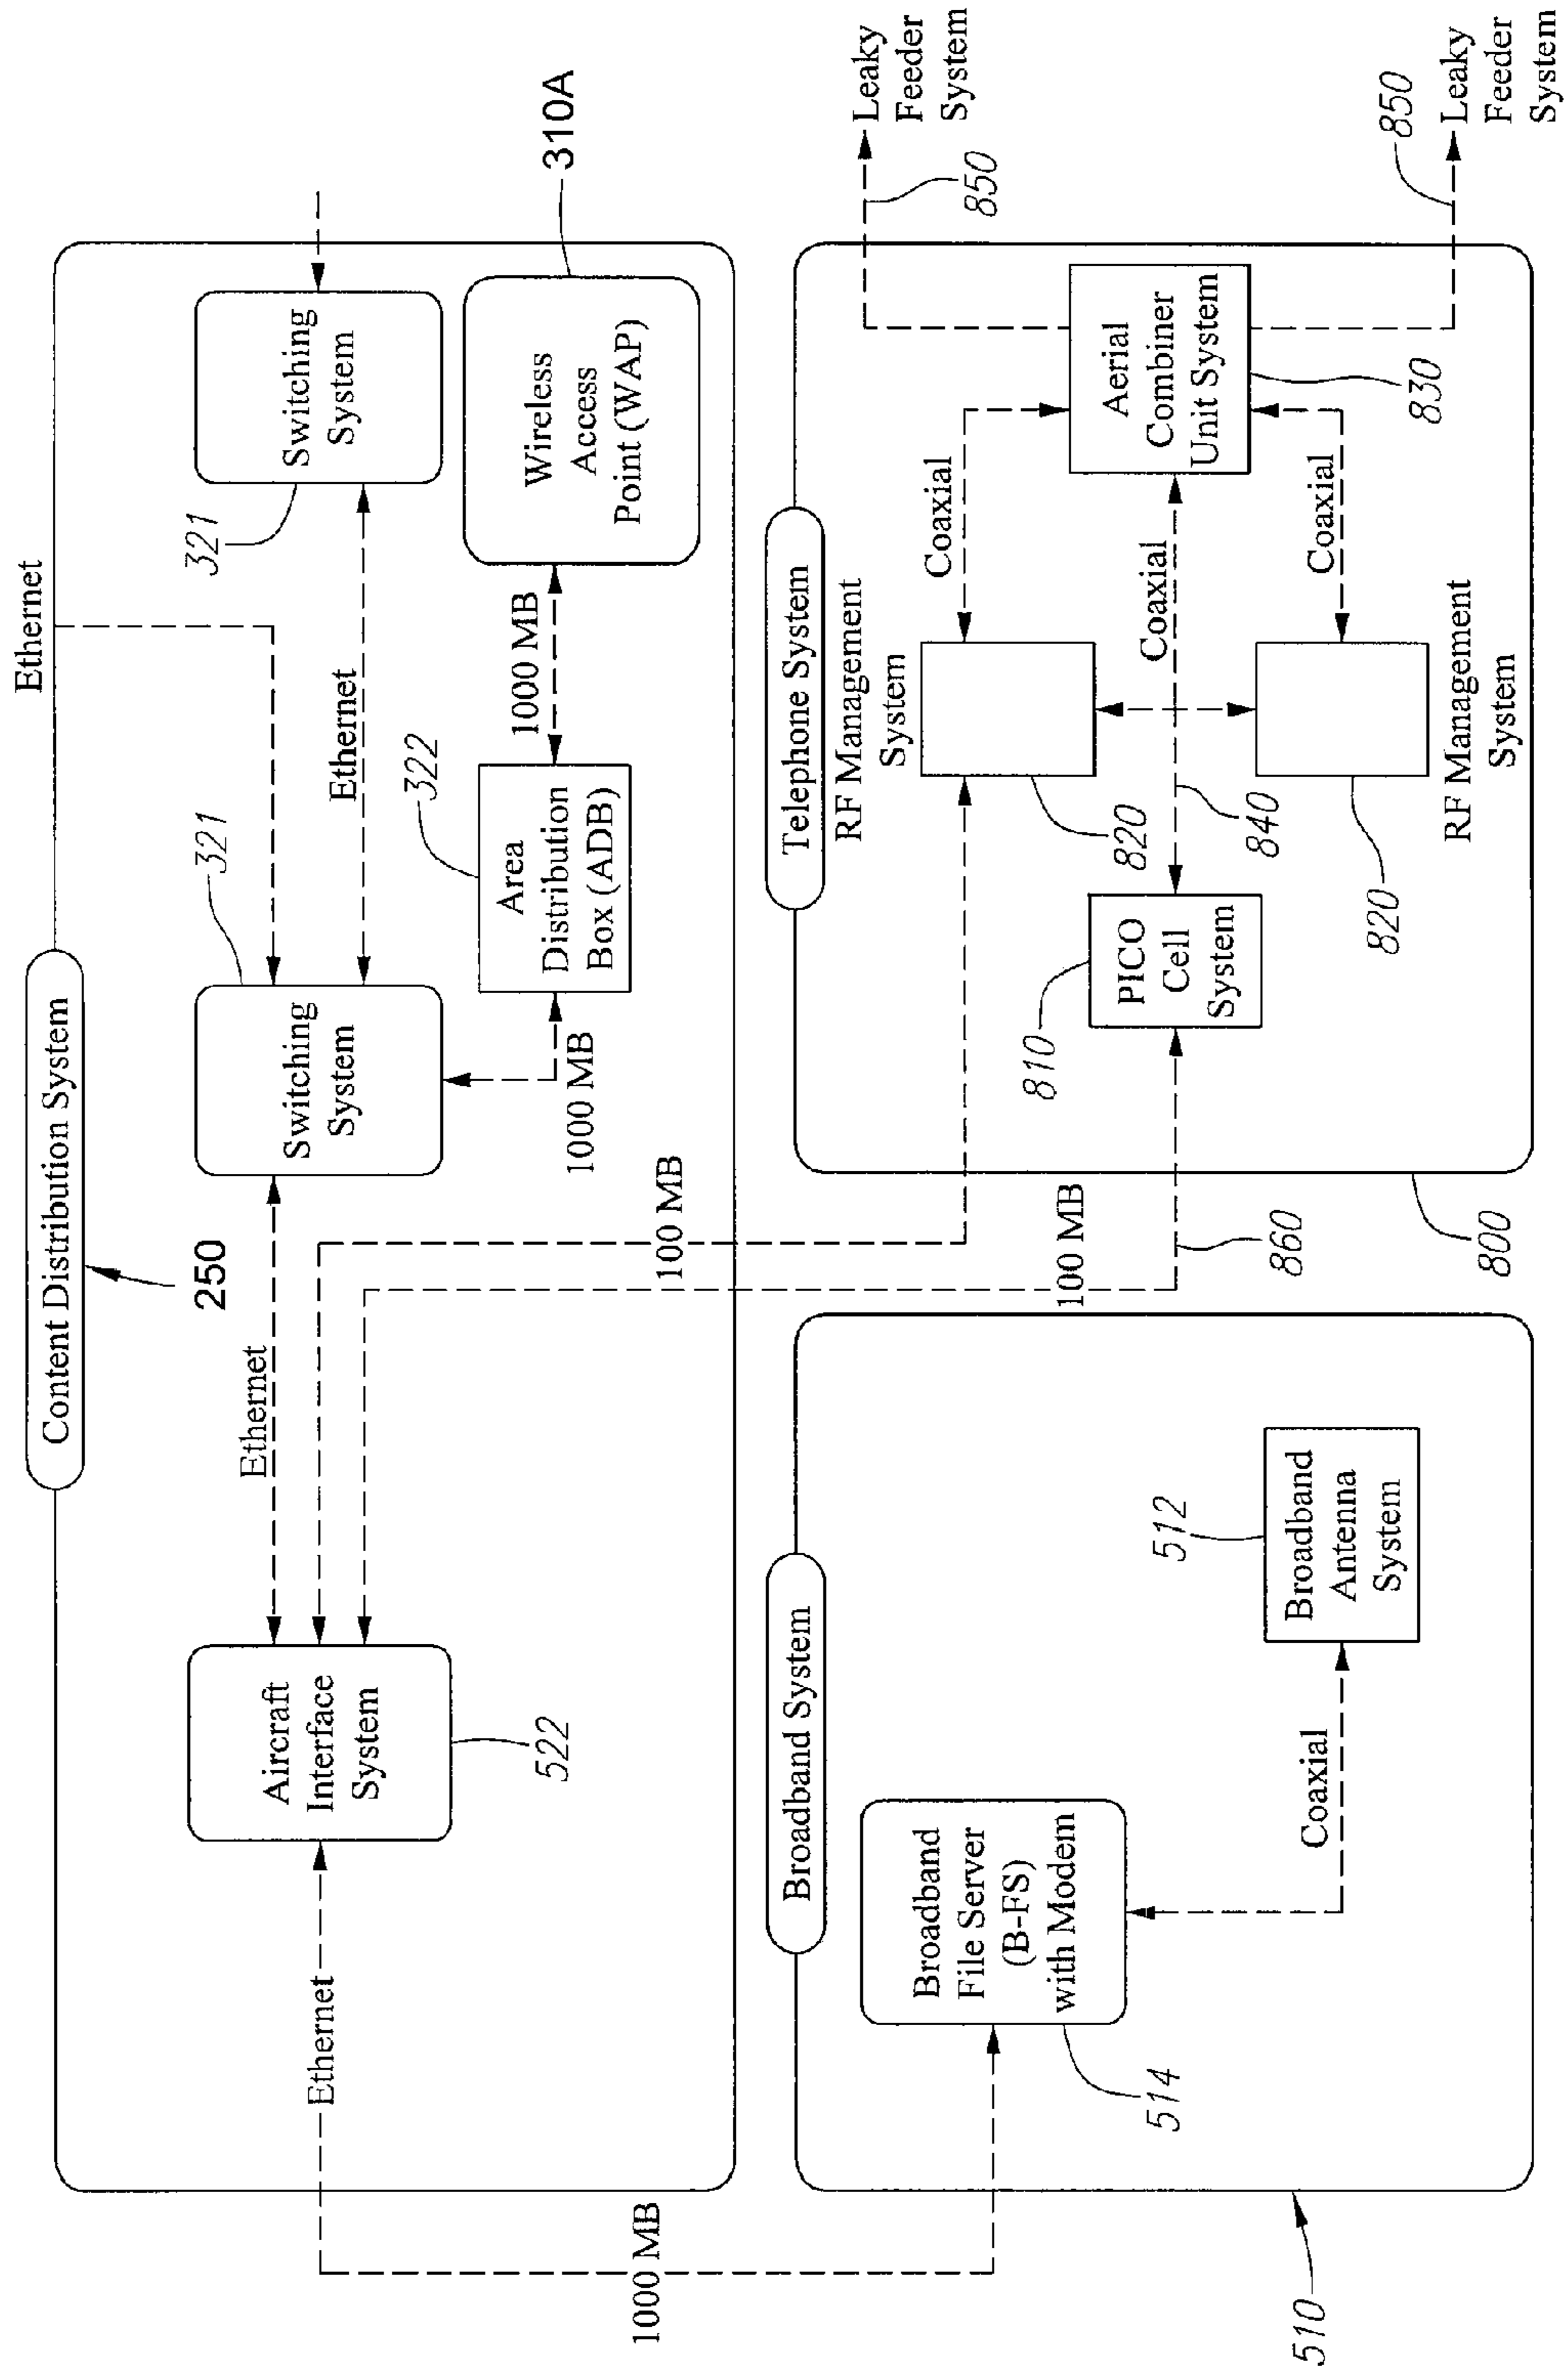 Content Distribution System
250
Ethernet
Aircraft
Interface
System
522
Ethernet
Ethernet
1000 MB
Switching
System
321
Ethernet
Switching
System
321
1000 MB
Area
Distribution
Box (ADB)
322
1000 MB
Wireless
Access
Point (WAP)
310A
100 MB
100 MB
860
Broadband System
Broadband
File Server
(B-FS)
with Modem
514
Coaxial
Broadband
Antenna
System
512
510
Telephone System
RF Management
System
820
PICO
Cell
System
810
840
Coaxial
Coaxial
Coaxial
820
RF Management
System
Aerial
Combiner
Unit System
830
800
850
Leaky
Feeder
System
850
Leaky
Feeder
System